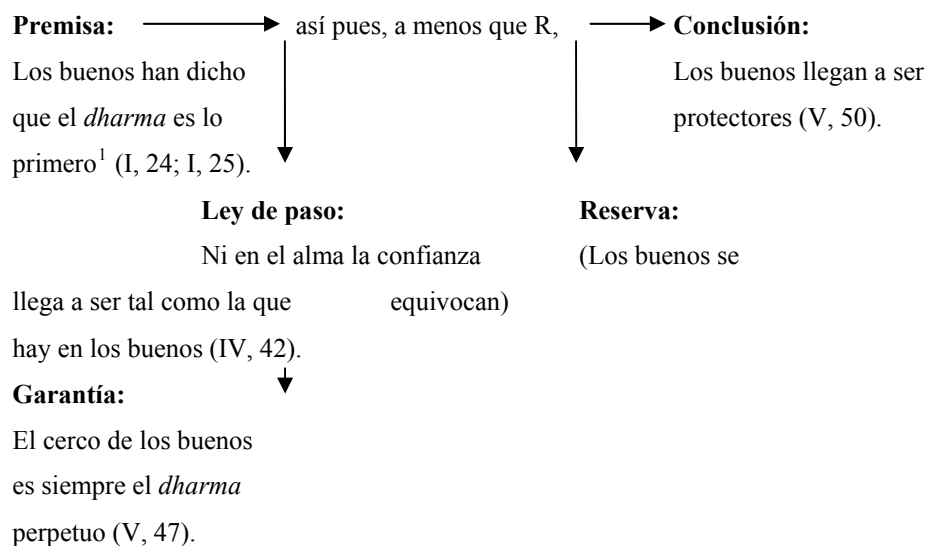 Premisa: así pues, a menos que R, Conclusión:
Los buenos han dicho Los buenos llegan a ser
que el dharma es lo protectores (V, 50).
primero1 (I, 24; I, 25).
Ley de paso: Reserva:
Ni en el alma la confianza (Los buenos se
llega a ser tal como la que equivocan)
hay en los buenos (IV, 42).
Garantía:
El cerco de los buenos
es siempre el dharma
perpetuo (V, 47).